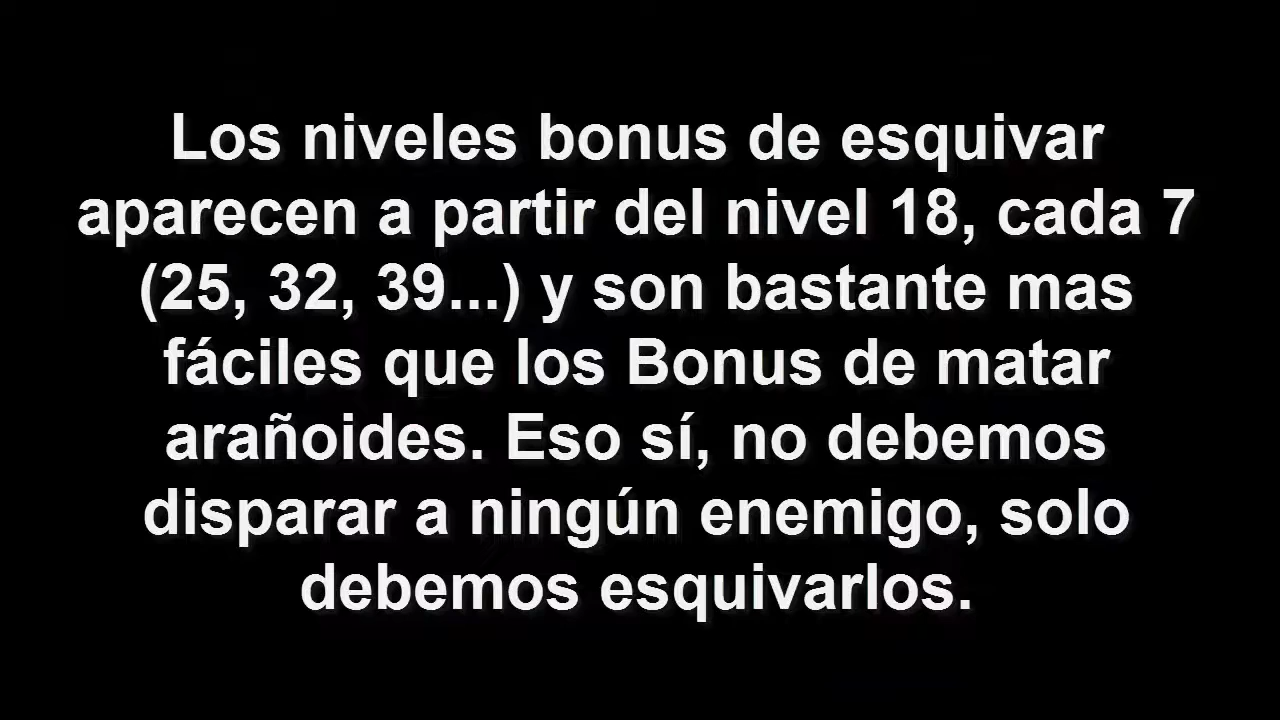 Los niveles bonus de esquivar
aparecen a partir del nivel 18, cada 7
(25, 32, 39...) y son bastante mas
fáciles que los Bonus de matar
arañoides. Eso sí, no debemos
disparar a ningún enemigo, solo
debemos esquivarlos.